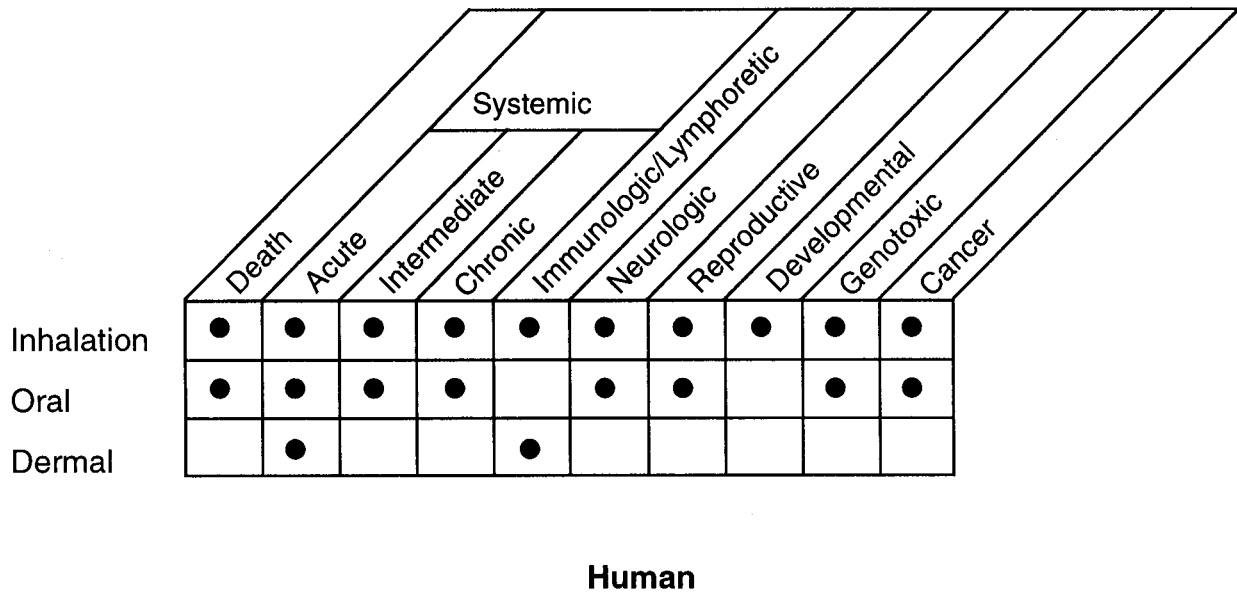 Systemic
Death
Acute
Intermediate
Chronic
Immunologic/Lymphoretic
Neurologic
Reproductive
Developmental
Genotoxic
Cancer
Inhalation
Oral
Dermal
Human